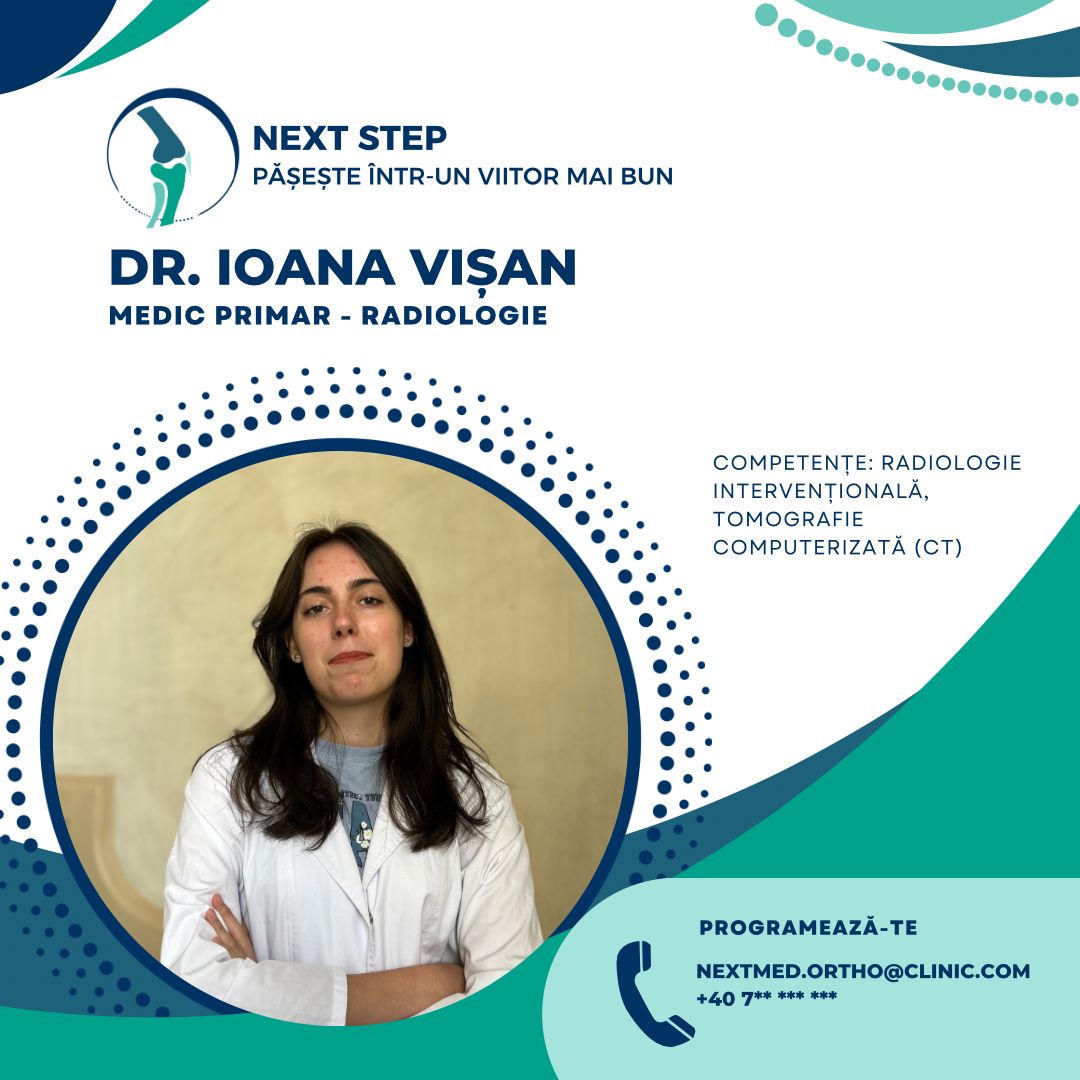 NEXT STEP
PĂȘEȘTE ÎNTR-UN VIITOR MAI BUN
DR. IOANA VIȘAN
MEDIC PRIMAR - RADIOLOGIE
COMPETENȚE: RADIOLOGIE
INTERVENȚIONALĂ,
TOMOGRAFIE
COMPUTERIZATĂ (CT)
PROGRAMEAZĂ-TE
NEXTMED.ORTHO@CLINIC.COM
+40 7** *** ***